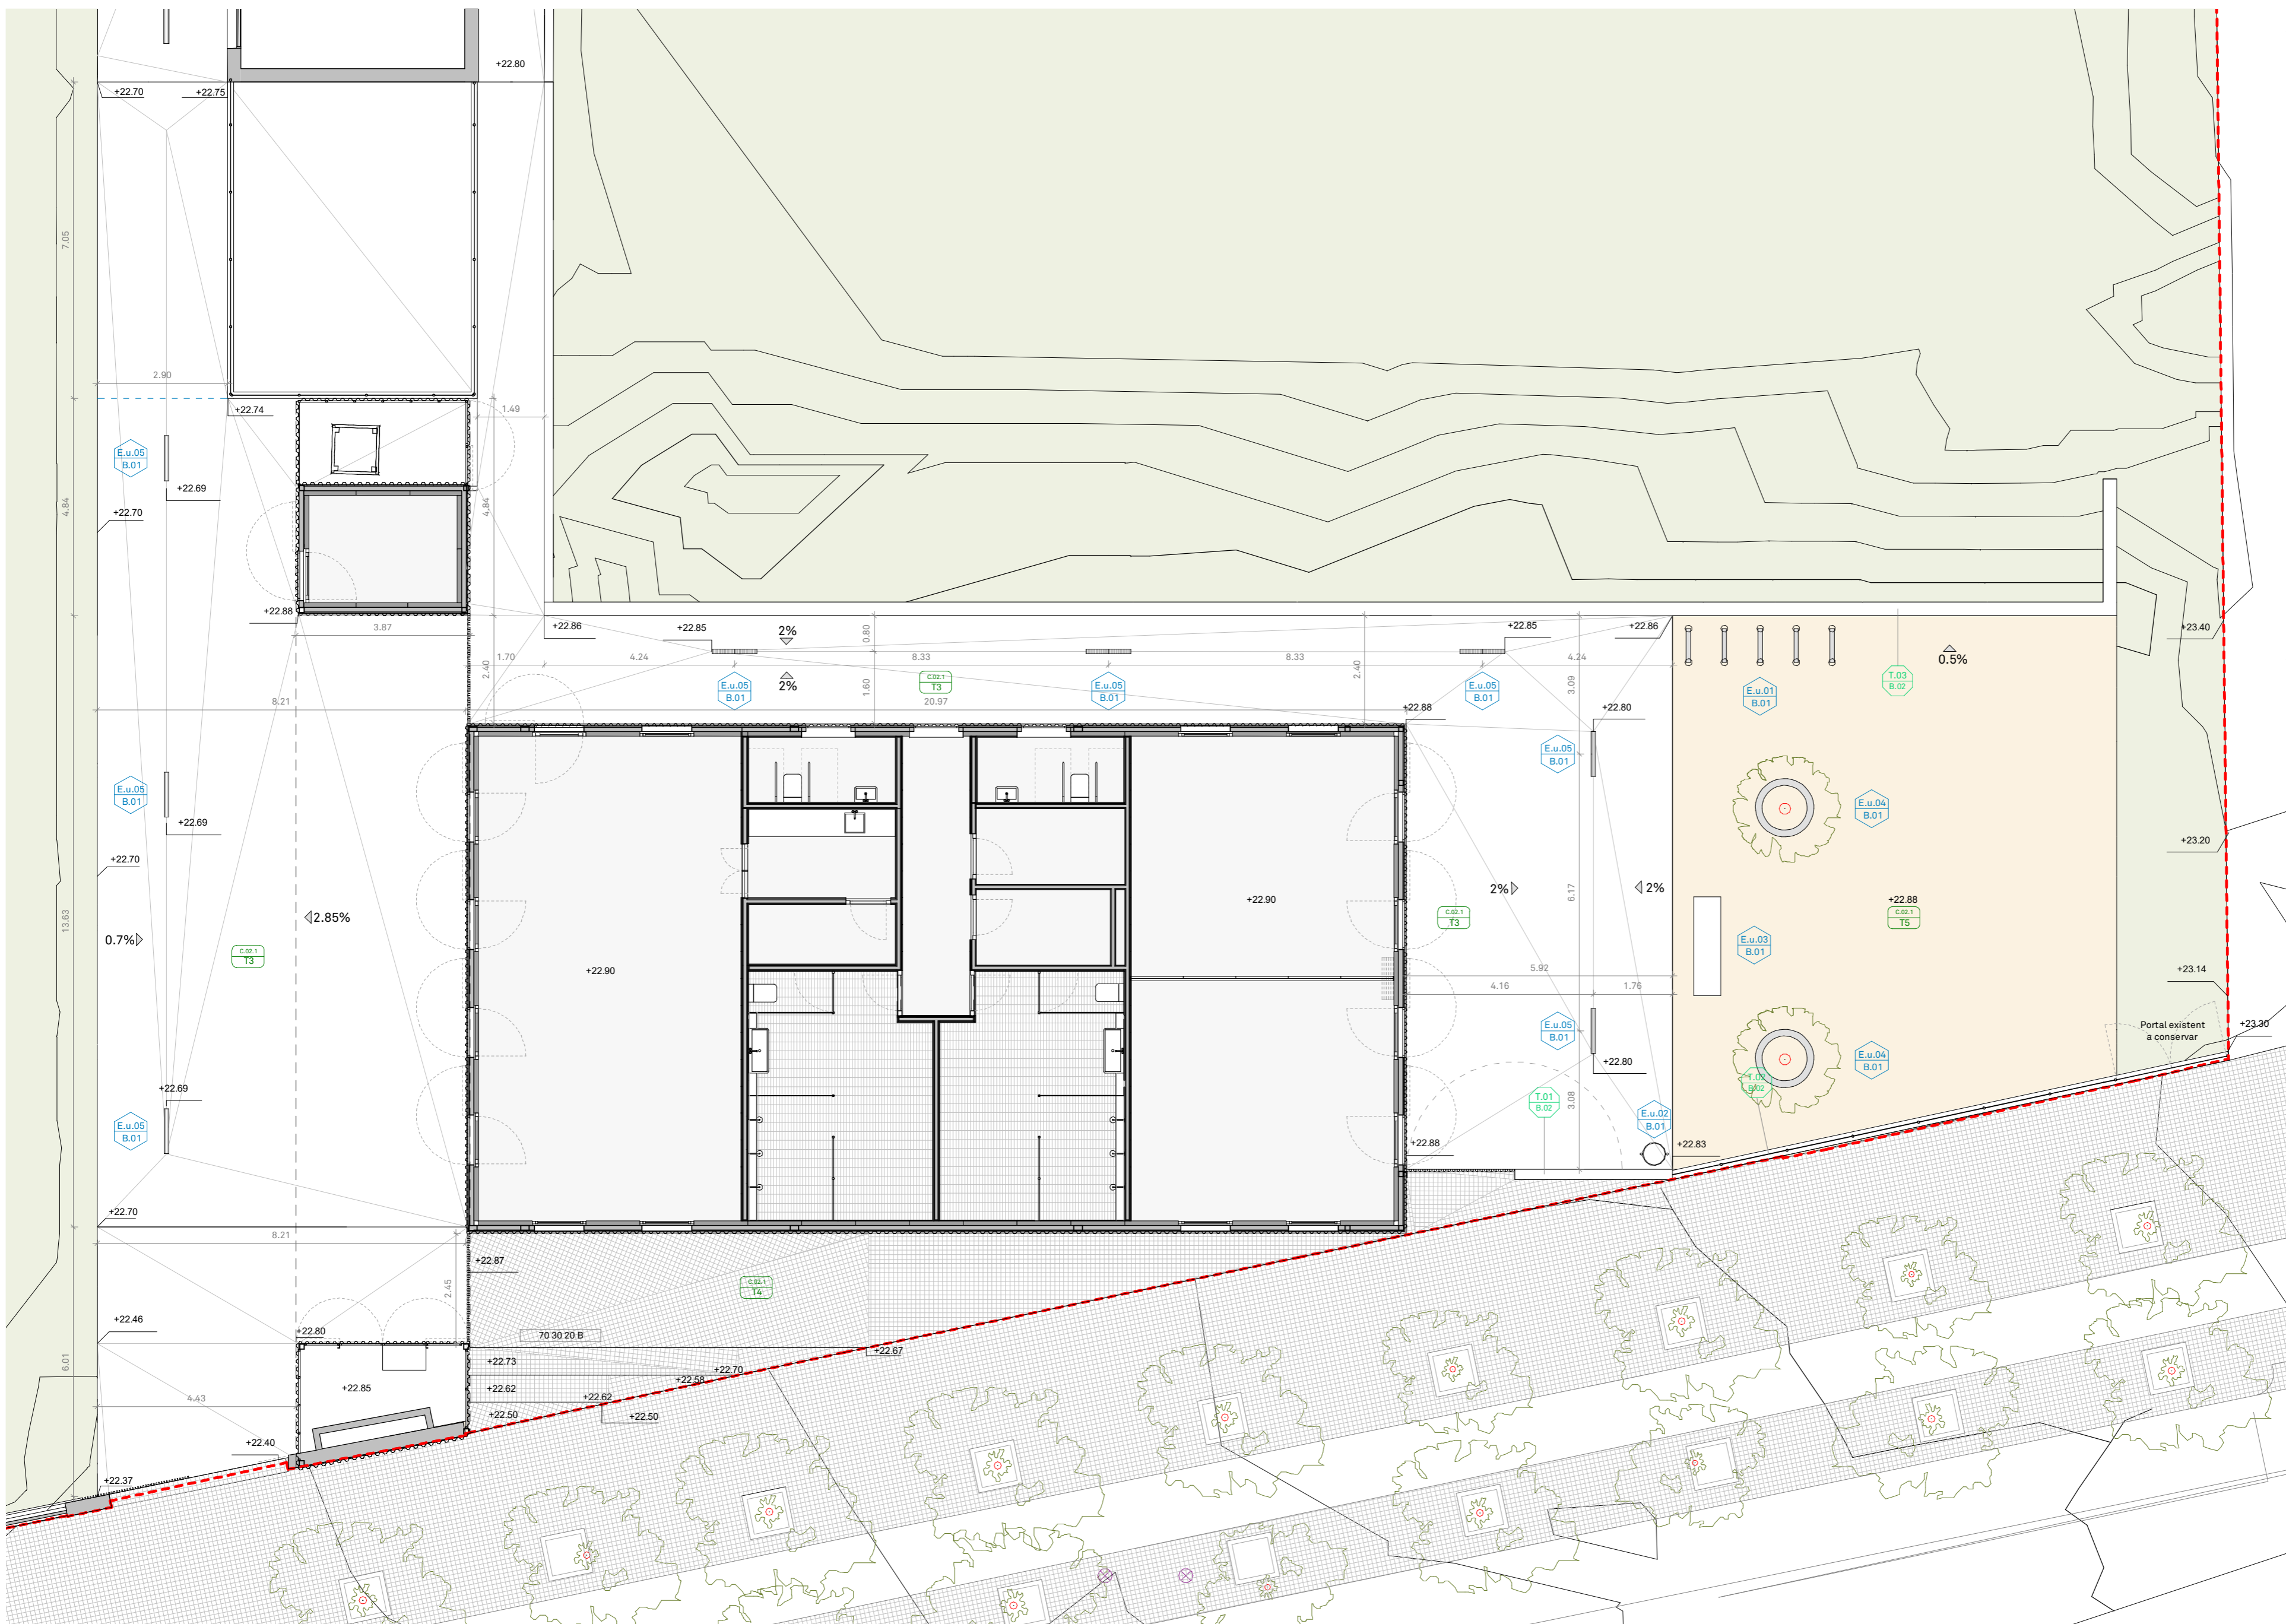 +22.80
+22.70
+22.75
7.05
2.90
+22.74
1.49
E.u.05
B.01
+22.69
4.84
4.84
+22.70
+22.88
3.87
+22.86
+22.85
2%
0.80
+22.85
+22.86
+23.40
2.40
1.70
4.24
8.33
8.33
2.40
4.24
0.5%
3.09
2%
1.60
C.02.1
T3
E.u.05
B.01
E.u.05
B.01
E.u.05
B.01
E.u.01
B.01
T.03
B.02
8.21
20.97
+22.88
+22.80
E.u.05
B.01
E.u.05
B.01
+22.69
E.u.04
B.01
+22.70
+23.20
2%
2%
6.17
+22.90
+22.88
C.02.1
T5
13.63
2.85%
0.7%
C.02.1
T3
C.02.1
T3
E.u.03
B.01
+22.90
5.92
4.16
1.76
+23.14
E.u.05
B.01
Portal existent
a conservar
+23.30
+22.80
E.u.04
B.01
T.02
B.02
+22.69
T.01
B.02
3.08
E.u.02
B.01
E.u.05
B.01
+22.88
+22.83
+22.70
8.21
+22.87
2.45
C.02.1
T4
+22.46
+22.80
70 30 20 B
+22.67
6.01
+22.73
+22.70
+22.58
+22.85
+22.62
+22.62
4.43
+22.50
+22.50
+22.40
+22.37